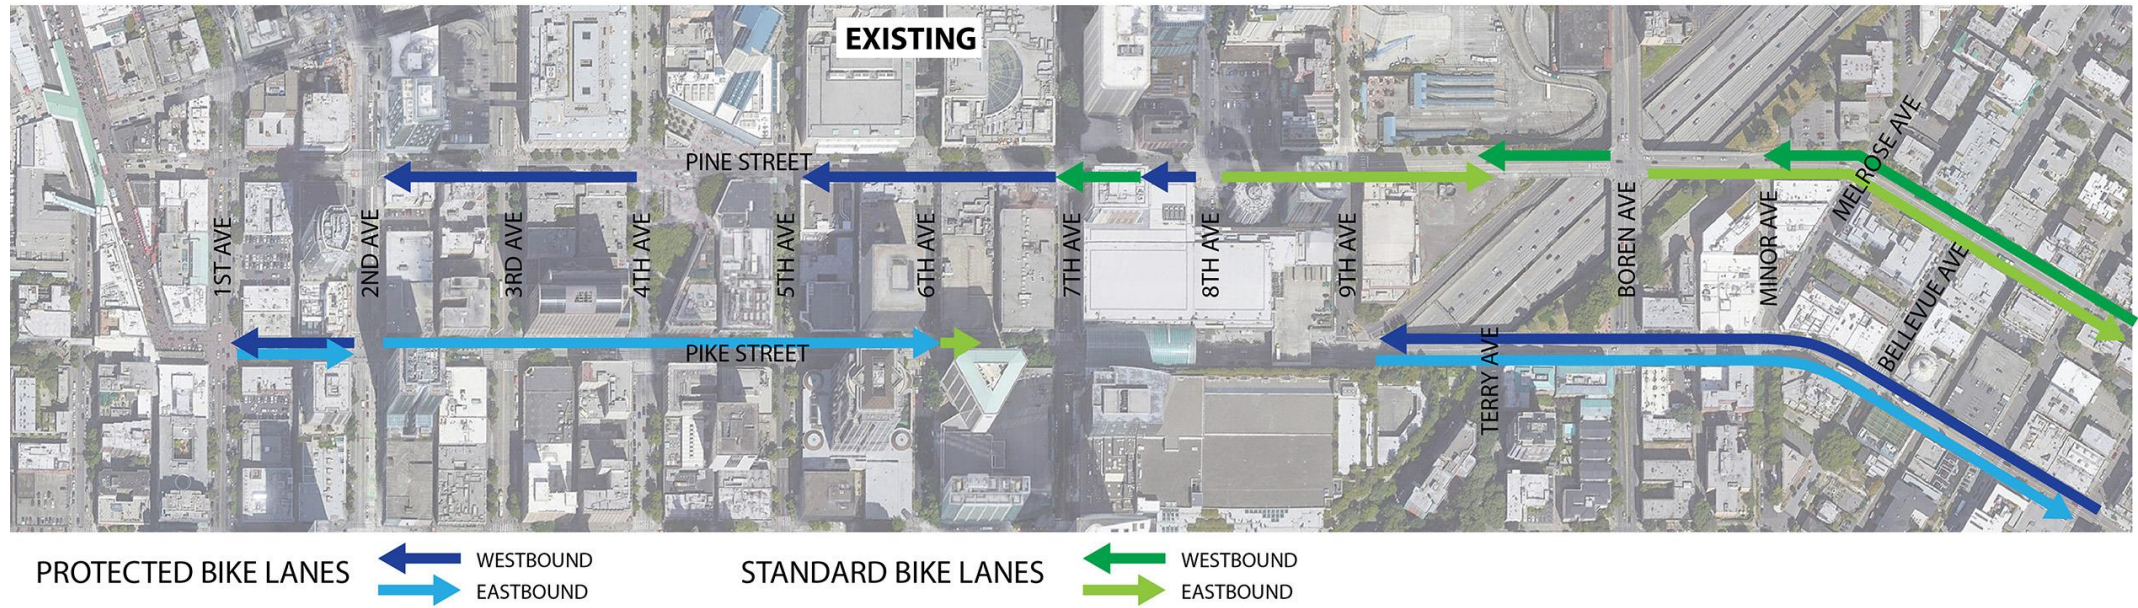 EXISTING
PINE STREET
1ST AVE
2ND AVE
3RD AVE
4TH AVE
5TH AVE
6TH AVE
7TH AVE
8TH AVE
9TH AVE
TERRY AVE
BOREN AVE
MINOR AVE
MELROSE AVE
BELLEVUE AVE
PIKE STREET
PROTECTED BIKE LANES
WESTBOUND
EASTBOUND
STANDARD BIKE LANES
WESTBOUND
EASTBOUND